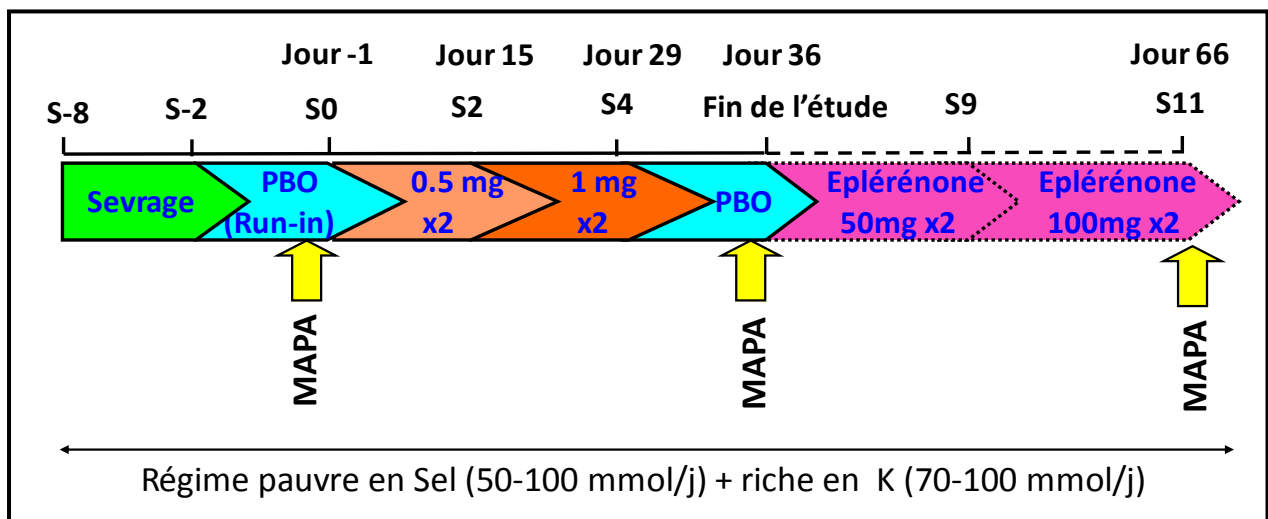 Jour -1 Jour 15 Jour 29 Jour 36 Jour 66
S-8 S-2 S0 S2 S4 Fin de l'étude S9 S11
Sevrage
PBO
(Run-in)
0.5 mg
x2
1 mg
x2
PBO
Eplérénone
50mg x2
Eplérénone
100mg x2
MAPA
MAPA
MAPA
Régime pauvre en Sel (50-100 mmol/j) + riche en K (70-100 mmol/j)